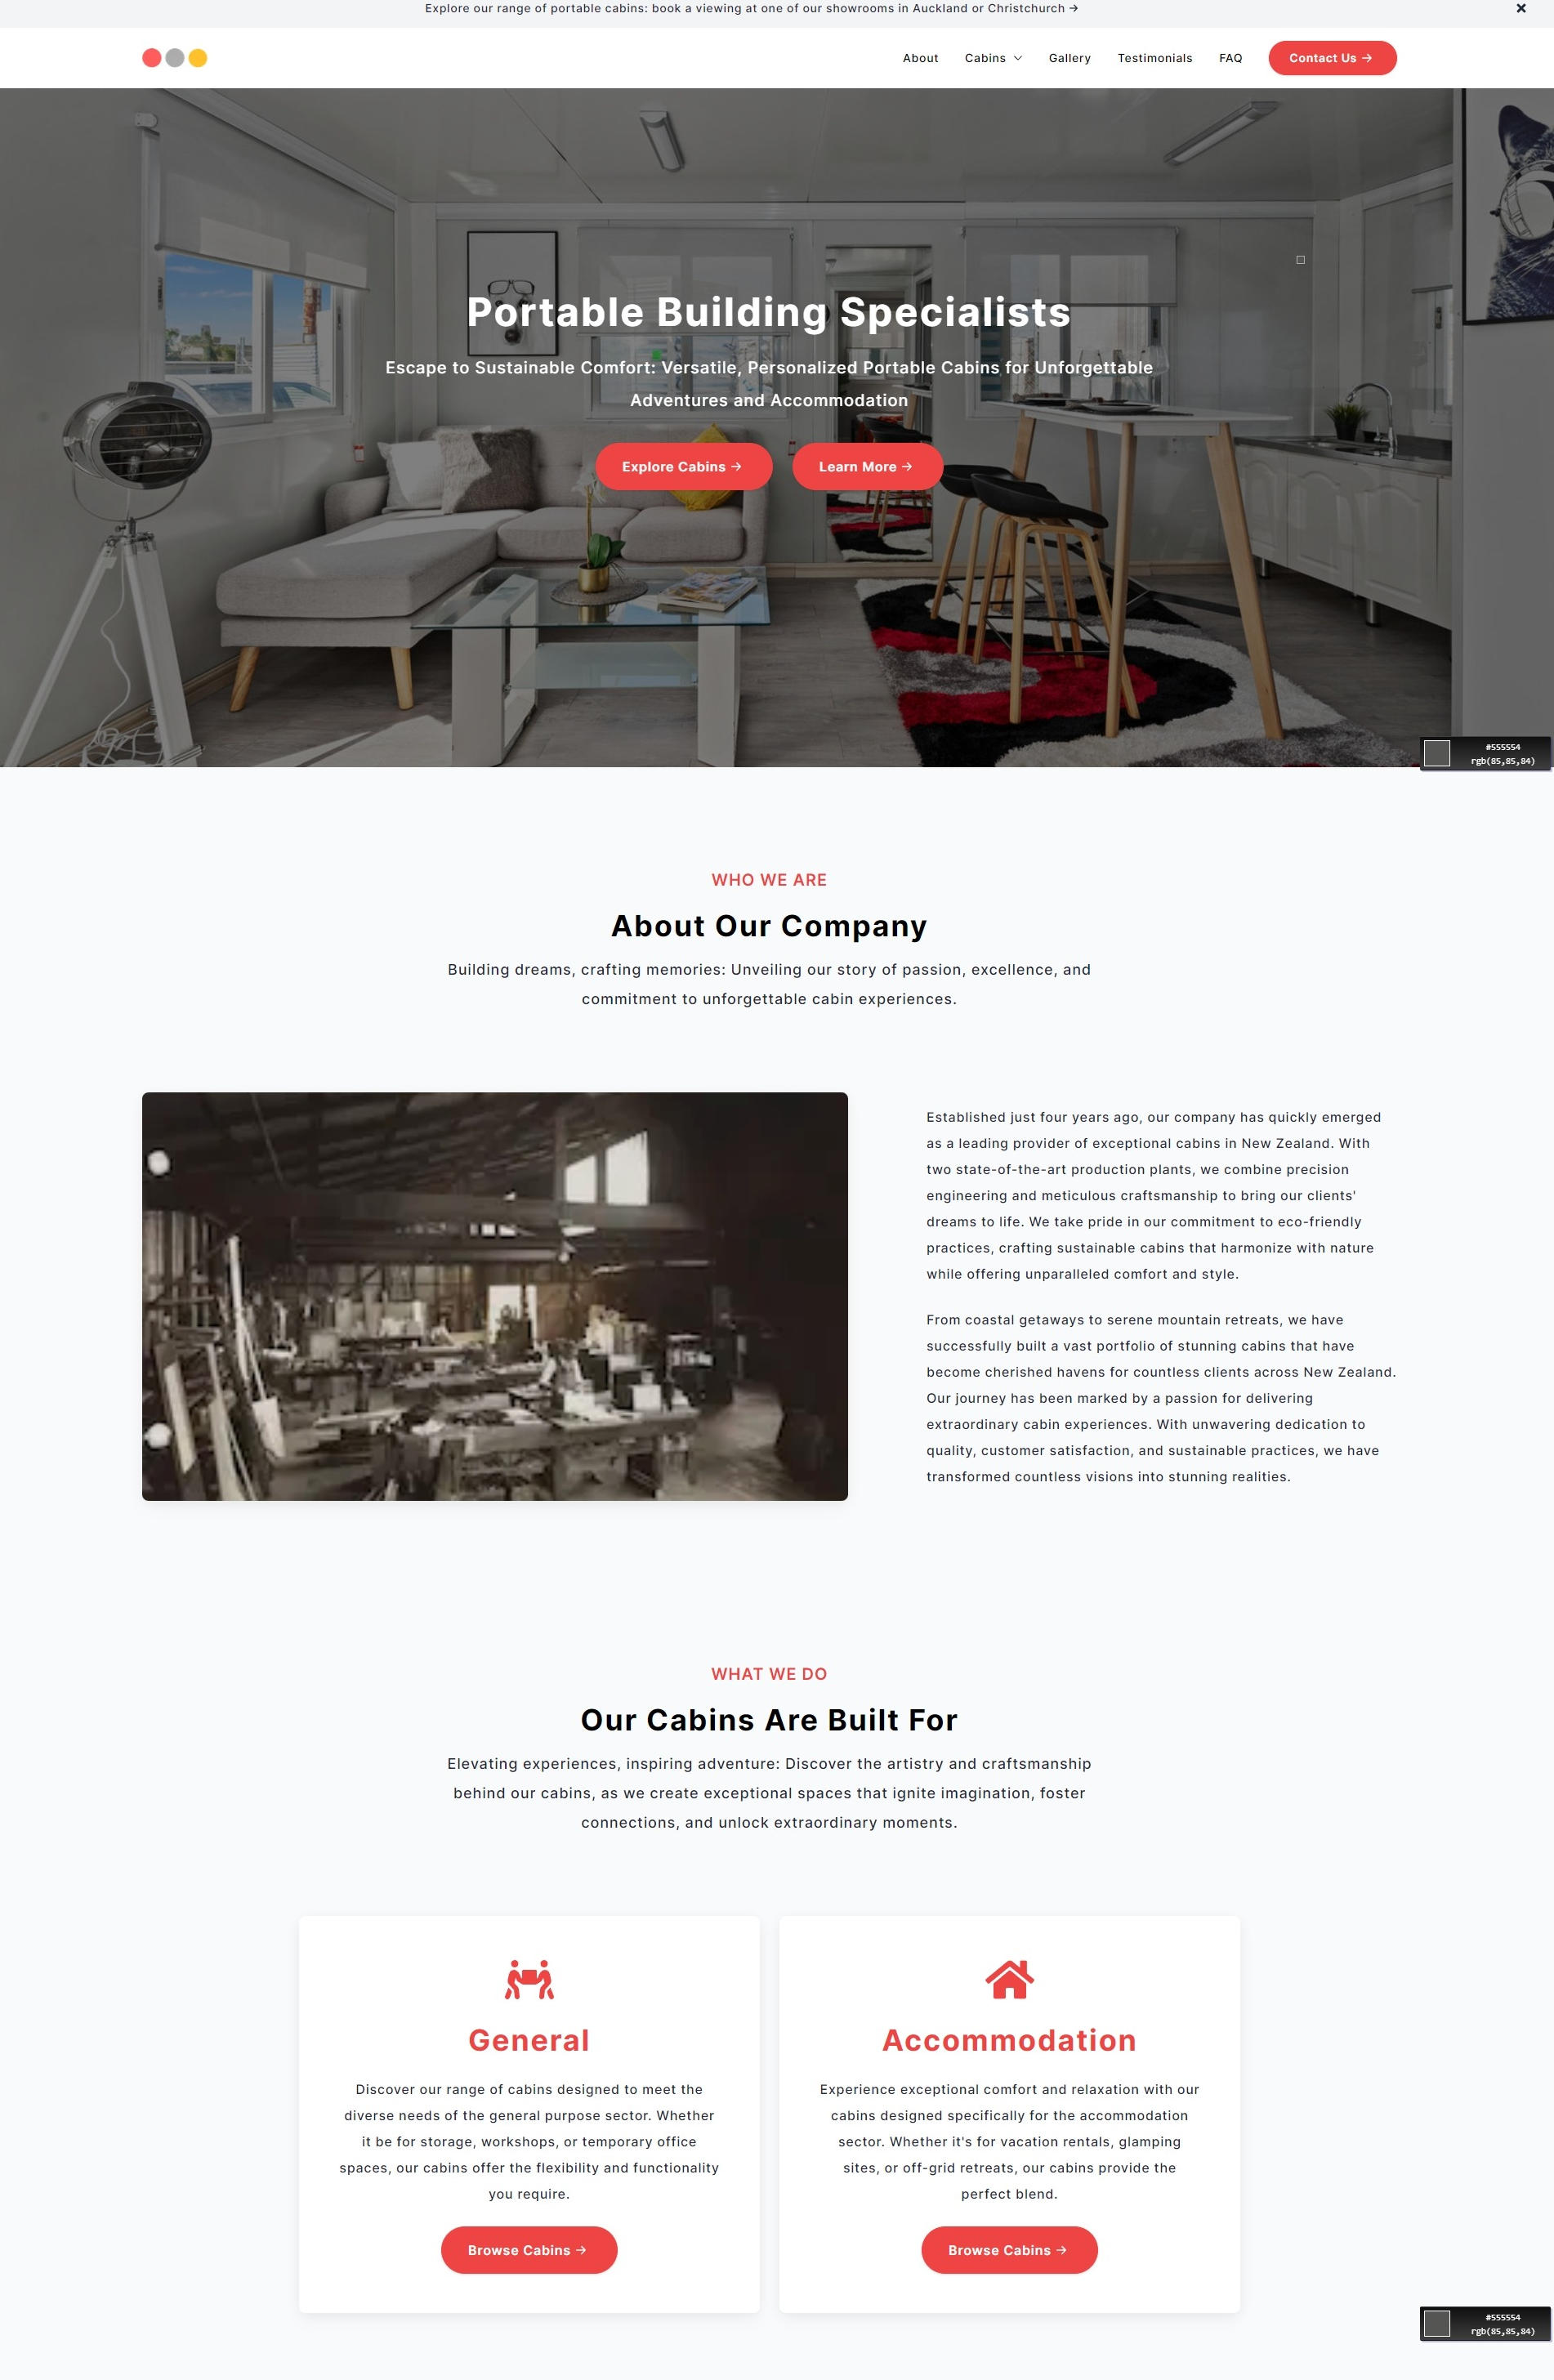 Explore our range of portable cabins: book a viewing at one of our showrooms in Auckland or Christchurch →
About
Cabins
Gallery
Testimonials
FAQ
Contact Us →
Portable Building Specialists
Escape to Sustainable Comfort: Versatile, Personalized Portable Cabins for Unforgettable
Adventures and Accommodation
Explore Cabins →
Learn More →
#555554
rgb(85,85,84)
WHO WE ARE
About Our Company
Building dreams, crafting memories: Unveiling our story of passion, excellence, and
commitment to unforgettable cabin experiences.
Established just four years ago, our company has quickly emerged
as a leading provider of exceptional cabins in New Zealand. With
two state-of-the-art production plants, we combine precision
engineering and meticulous craftsmanship to bring our clients'
dreams to life. We take pride in our commitment to eco-friendly
practices, crafting sustainable cabins that harmonize with nature
while offering unparalleled comfort and style.
From coastal getaways to serene mountain retreats, we have
successfully built a vast portfolio of stunning cabins that have
become cherished havens for countless clients across New Zealand.
Our journey has been marked by a passion for delivering
extraordinary cabin experiences. With unwavering dedication to
quality, customer satisfaction, and sustainable practices, we have
transformed countless visions into stunning realities.
WHAT WE DO
Our Cabins Are Built For
Elevating experiences, inspiring adventure: Discover the artistry and craftsmanship
behind our cabins, as we create exceptional spaces that ignite imagination, foster
connections, and unlock extraordinary moments.
General
Discover our range of cabins designed to meet the
diverse needs of the general purpose sector. Whether
it be for storage, workshops, or temporary office
spaces, our cabins offer the flexibility and functionality
you require.
Browse Cabins →
Accommodation
Experience exceptional comfort and relaxation with our
cabins designed specifically for the accommodation
sector. Whether it's for vacation rentals, glamping
sites, or off-grid retreats, our cabins provide the
perfect blend.
Browse Cabins →
#555554
rgb(85,85,84)